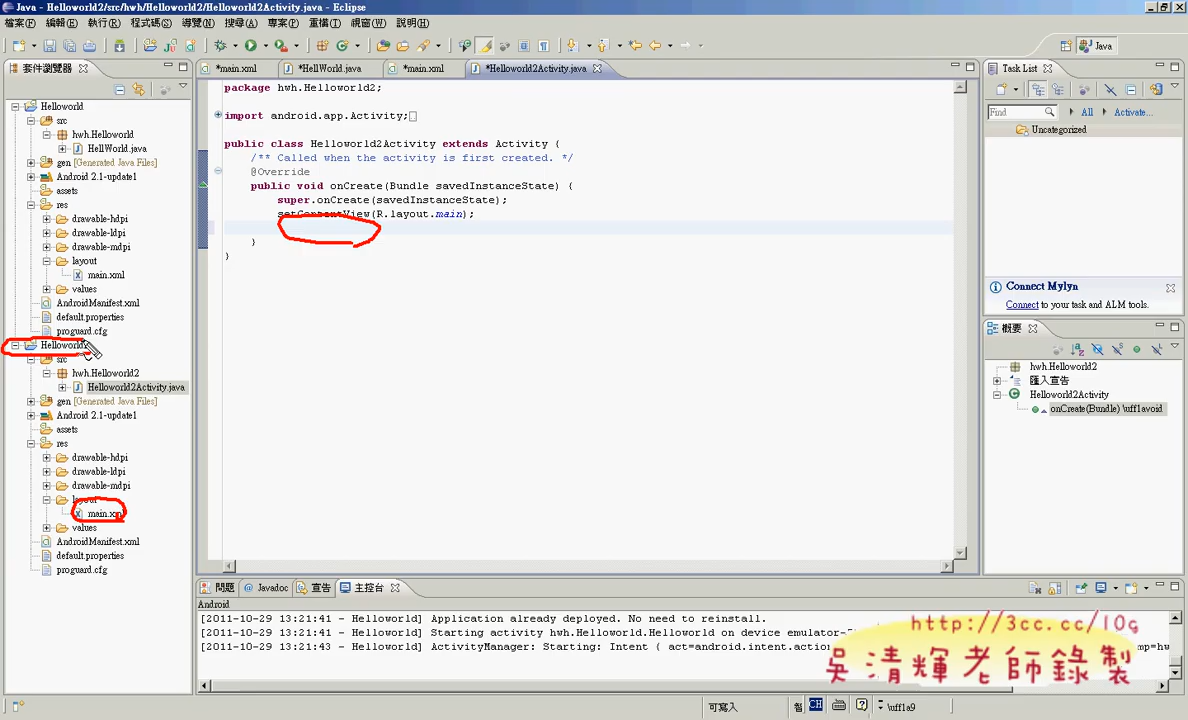 Java - Helloworld2/src/hwh/Helloworld2/Helloworld2Activity.java - Eclipse
檔案(F) 編輯(E) 執行(R) 程式碼(S) 導覽(N) 搜尋(A) 專案(P) 重構(T) 視窗(W) 說明(H)
Java
套件瀏覽器
Helloworld
src
hwh.Helloworld
HellWorld.java
gen [Generated Java Files]
Android 2.1-update1
assets
res
drawable-hdpi
drawable-ldpi
drawable-mdpi
layout
main.xml
values
AndroidManifest.xml
default.properties
proguard.cfg
Helloworld2
src
hwh.Helloworld2
Helloworld2Activity.java
gen [Generated Java Files]
Android 2.1-update1
assets
res
drawable-hdpi
drawable-ldpi
drawable-mdpi
layout
main.xml
values
AndroidManifest.xml
default.properties
proguard.cfg
*main.xml *HellWorld.java *main.xml *Helloworld2Activity.java
package hwh.Helloworld2;
import android.app.Activity;
public class Helloworld2Activity extends Activity {
/** Called when the activity is first created. */
@Override
public void onCreate(Bundle savedInstanceState) {
super.onCreate(savedInstanceState);
setContentView(R.layout.main);
}
}
Task List
Find All Activate...
Uncategorized
Connect Mylyn
Connect to your task and ALM tools.
概要
hwh.Helloworld2
匯入宣告
Helloworld2Activity
onCreate(Bundle) \uff1avoid
問題 Javadoc 宣告 主控台
Android
[2011-10-29 13:21:41 - Helloworld] Application already deployed. No need to reinstall.
[2011-10-29 13:21:41 - Helloworld] Starting activity hwh.Helloworld.Helloworld on device emulator-5
[2011-10-29 13:21:43 - Helloworld] ActivityManager: Starting: Intent { act=android.intent.action
http://3cc.cc/10g
吳清輝老師錄製
可寫入 CH \uff1a9